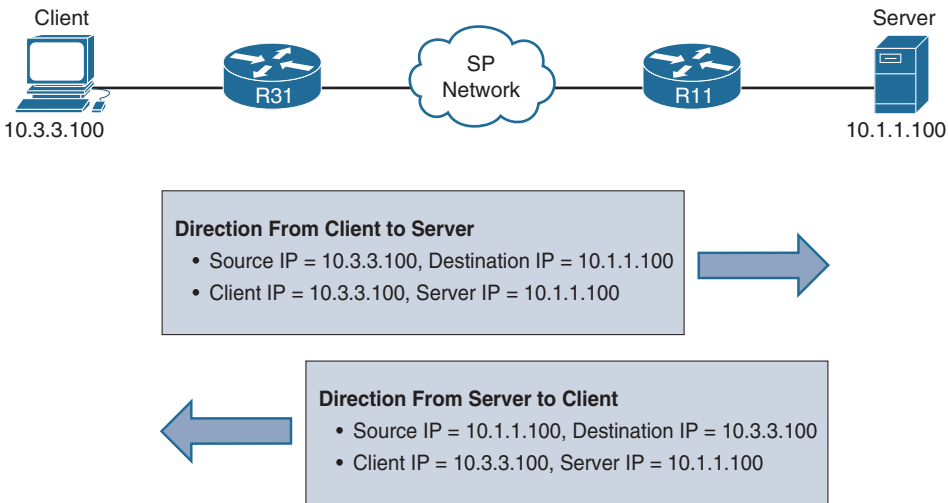 Client
Server
SP
Network
R31
R11
10.3.3.100
10.1.1.100
Direction From Client to Server
• Source IP = 10.3.3.100, Destination IP = 10.1.1.100
• Client IP = 10.3.3.100, Server IP = 10.1.1.100
Direction From Server to Client
• Source IP = 10.1.1.100, Destination IP = 10.3.3.100
• Client IP = 10.3.3.100, Server IP = 10.1.1.100